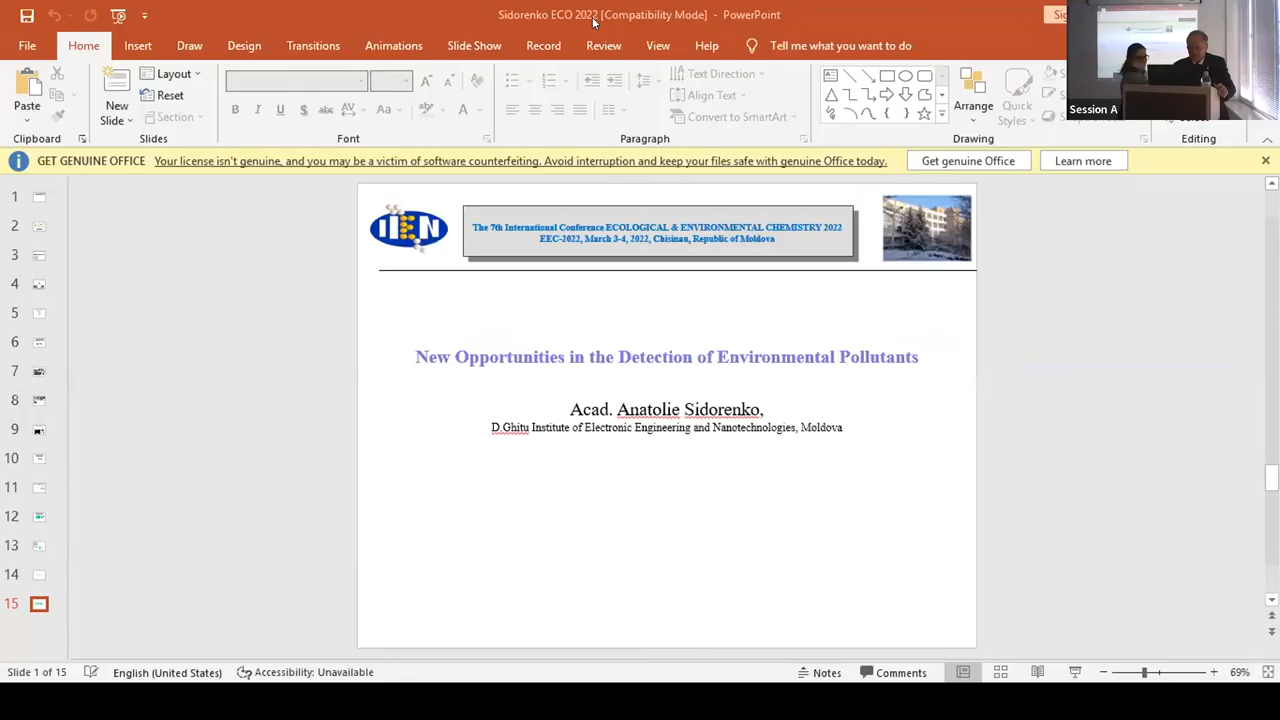 Sidorenko ECO 2022 [Compatibility Mode] - PowerPoint
File Home Insert Draw Design Transitions Animations Slide Show Record Review View Help Tell me what you want to do
Paste
Clipboard
New Slide
Layout
Reset
Section
Slides
B I U S abc AV Aa A
Font
Text Direction
Align Text
Convert to SmartArt
Paragraph
Arrange
Quick Styles
Drawing
Editing
Session A
GET GENUINE OFFICE Your license isn't genuine, and you may be a victim of software counterfeiting. Avoid interruption and keep your files safe with genuine Office today. Get genuine Office Learn more
1
2
3
4
5
6
7
8
9
10
11
12
13
14
15
IEN
The 7th International Conference ECOLOGICAL & ENVIRONMENTAL CHEMISTRY 2022
EEC-2022, March 3-4, 2022, Chisinau, Republic of Moldova
New Opportunities in the Detection of Environmental Pollutants
Acad. Anatolie Sidorenko,
D.Ghitu Institute of Electronic Engineering and Nanotechnologies, Moldova
Slide 1 of 15 English (United States) Accessibility: Unavailable Notes Comments 69%